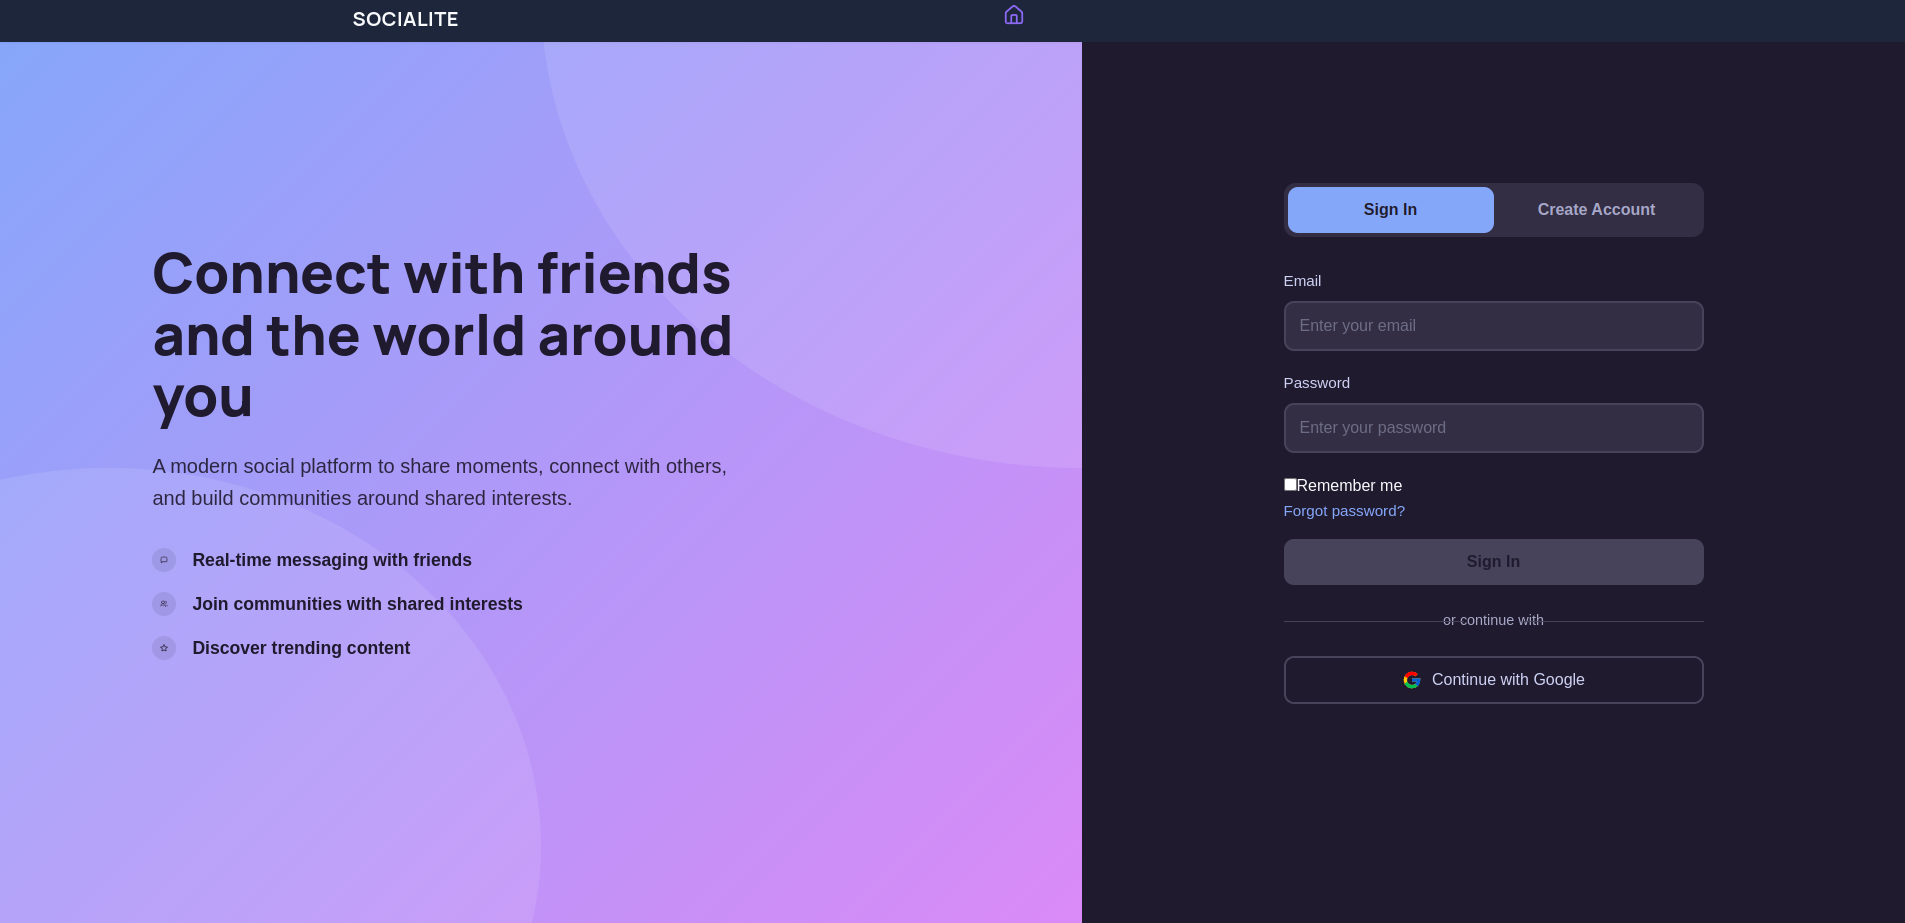 SOCIALITE
Connect with friends
and the world around
you
A modern social platform to share moments, connect with others,
and build communities around shared interests.
Real-time messaging with friends
Join communities with shared interests
Discover trending content
Sign In
Create Account
Email
Enter your email
Password
Enter your password
Remember me
Forgot password?
Sign In
or continue with
Continue with Google